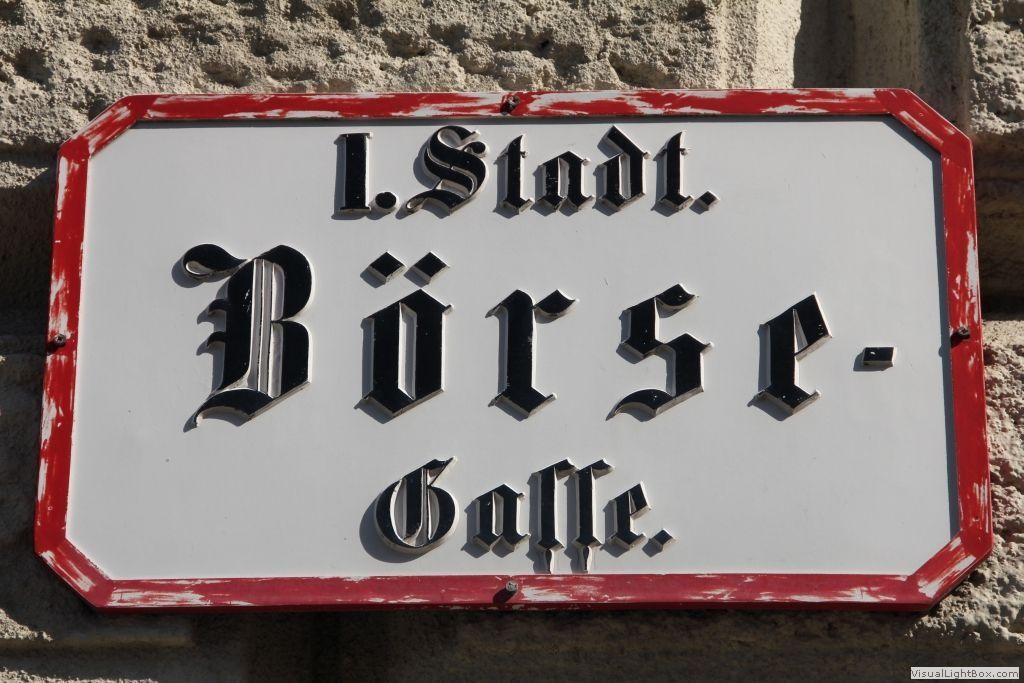 I. Stadt.
Börse-
Gaſſe.
VisualLightBox.com